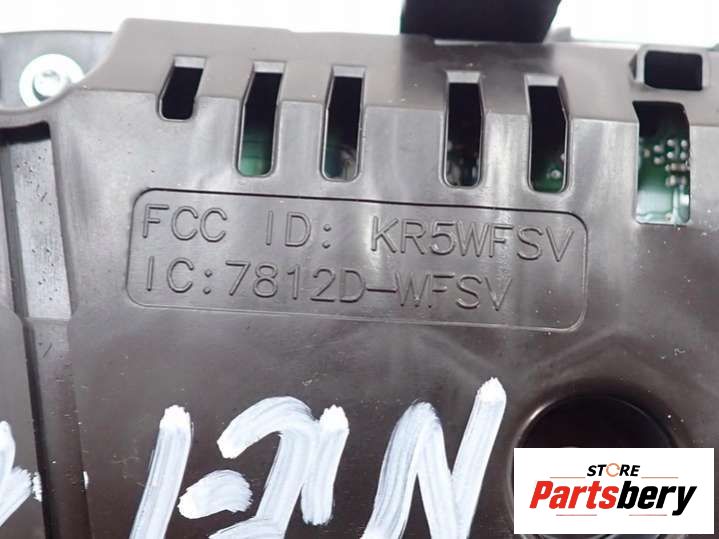 FCC ID: KR5WFSV
IC:7812D-WFSV
STORE
Partsbery